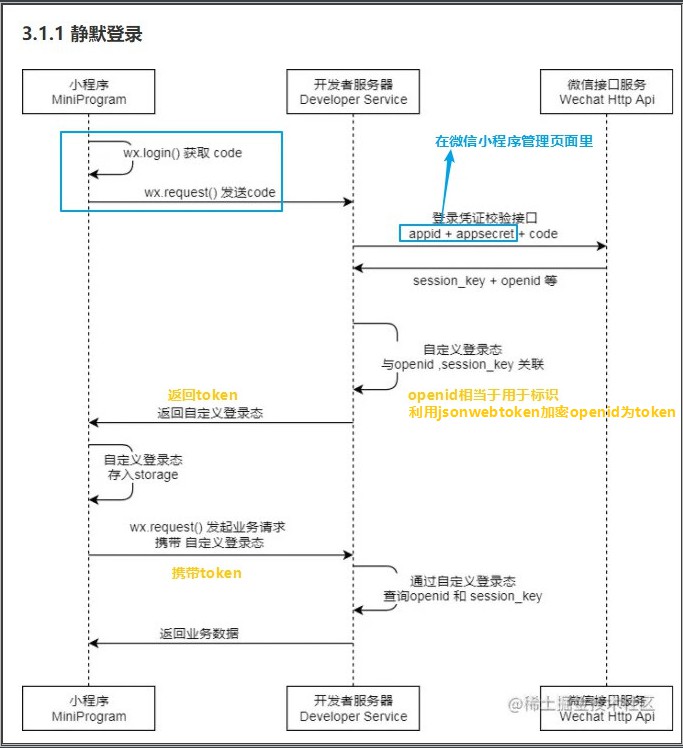 3.1.1 静默登录
小程序
MiniProgram
开发者服务器
Developer Service
微信接口服务
Wechat Http Api
wx.login() 获取 code
在微信小程序管理页面里
wx.request() 发送code
登录凭证校验接口
appid + appsecret + code
session_key + openid 等
自定义登录态
与openid ,session_key 关联
返回token
openid相当于用于标识
返回自定义登录态
利用jsonwebtoken加密openid为token
自定义登录态
存入storage
wx.request() 发起业务请求
携带 自定义登录态
携带token
通过自定义登录态
查询openid 和 session_key
返回业务数据
小程序
MiniProgram
开发者服务器
Developer Service
微信接口服务
Wechat Http Api
@稀土掘金技术社区